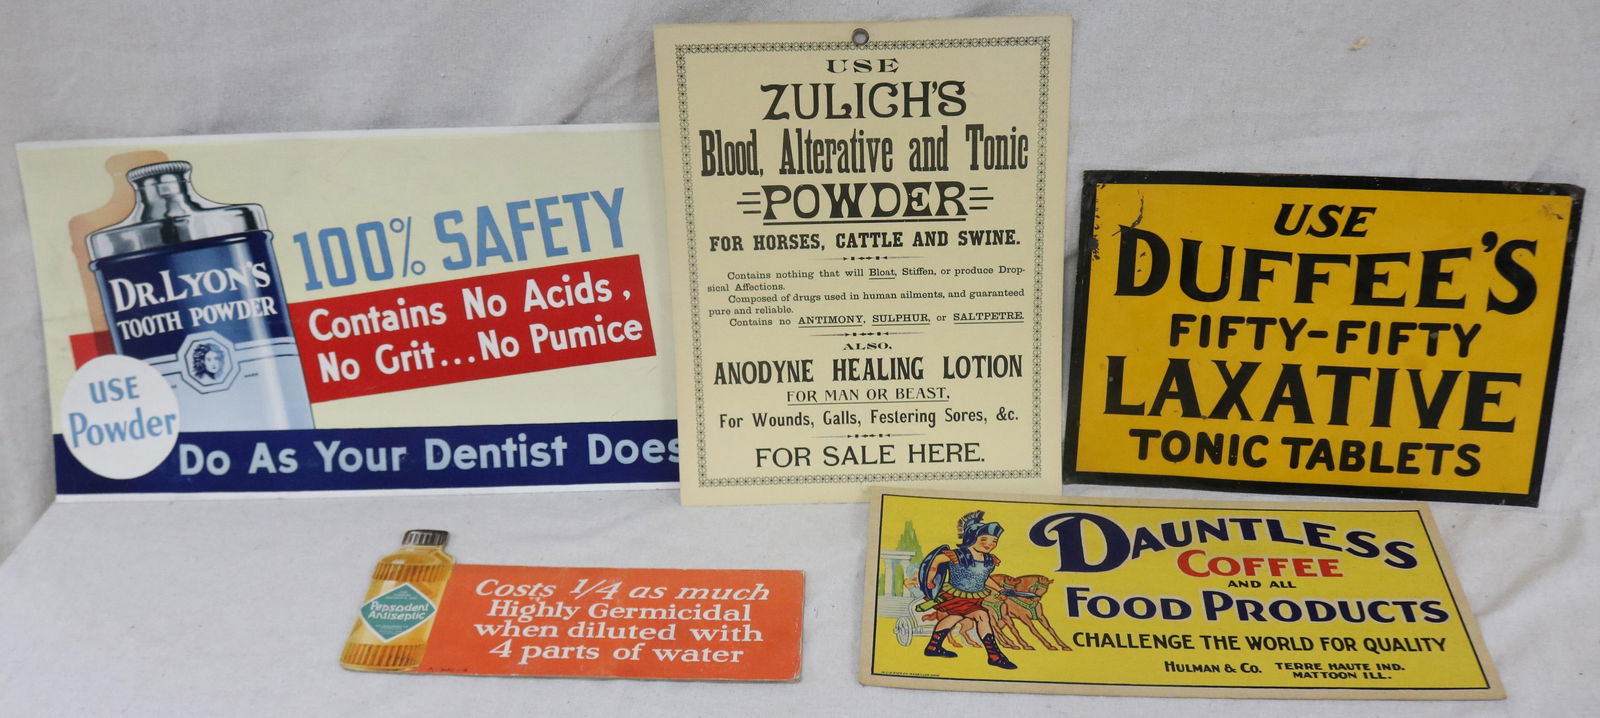 DR. LYON'S
TOOTH POWDER
100% SAFETY
Contains No Acids,
No Grit... No Pumice
USE
Powder
Do As Your Dentist Does
USE
ZULICH'S
Blood, Alterative and Tonic
POWDER
FOR HORSES, CATTLE AND SWINE.
Contains nothing that will Bloat, Stiffen, or produce Drop-
sical Affections.
Composed of drugs used in human ailments, and guaranteed
pure and reliable.
Contains no ANTIMONY, SULPHUR, or SALTPETRE.
ALSO,
ANODYNE HEALING LOTION
FOR MAN OR BEAST,
For Wounds, Galls, Festering Sores, &c.
FOR SALE HERE.
USE
DUFFEE'S
FIFTY-FIFTY
LAXATIVE
TONIC TABLETS
Pepsodent
Antiseptic
Costs 1/4 as much
Highly Germicidal
when diluted with
4 parts of water
DAUNTLESS
COFFEE
AND ALL
FOOD PRODUCTS
CHALLENGE THE WORLD FOR QUALITY
HULMAN & CO. TERRE HAUTE IND.
MATTOON ILL.